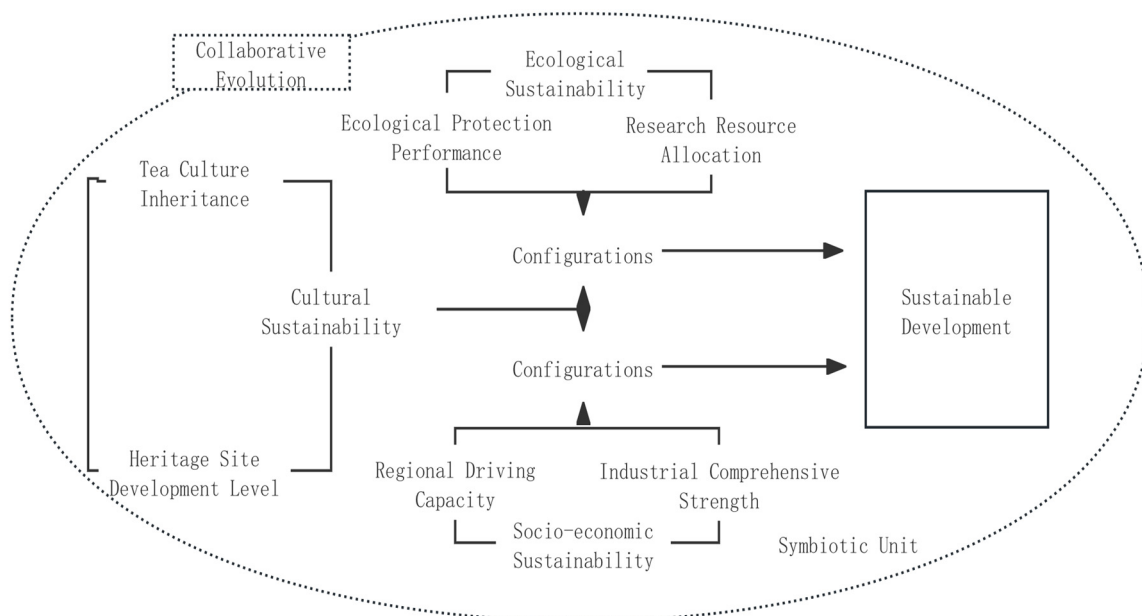 Collaborative
Evolution
Ecological
Sustainability
Ecological Protection
Performance
Research Resource
Allocation
Tea Culture
Inheritance
Configurations
Cultural
Sustainability
Sustainable
Development
Configurations
Heritage Site
Development Level
Regional Driving
Capacity
Industrial Comprehensive
Strength
Socio-economic
Sustainability
Symbiotic Unit